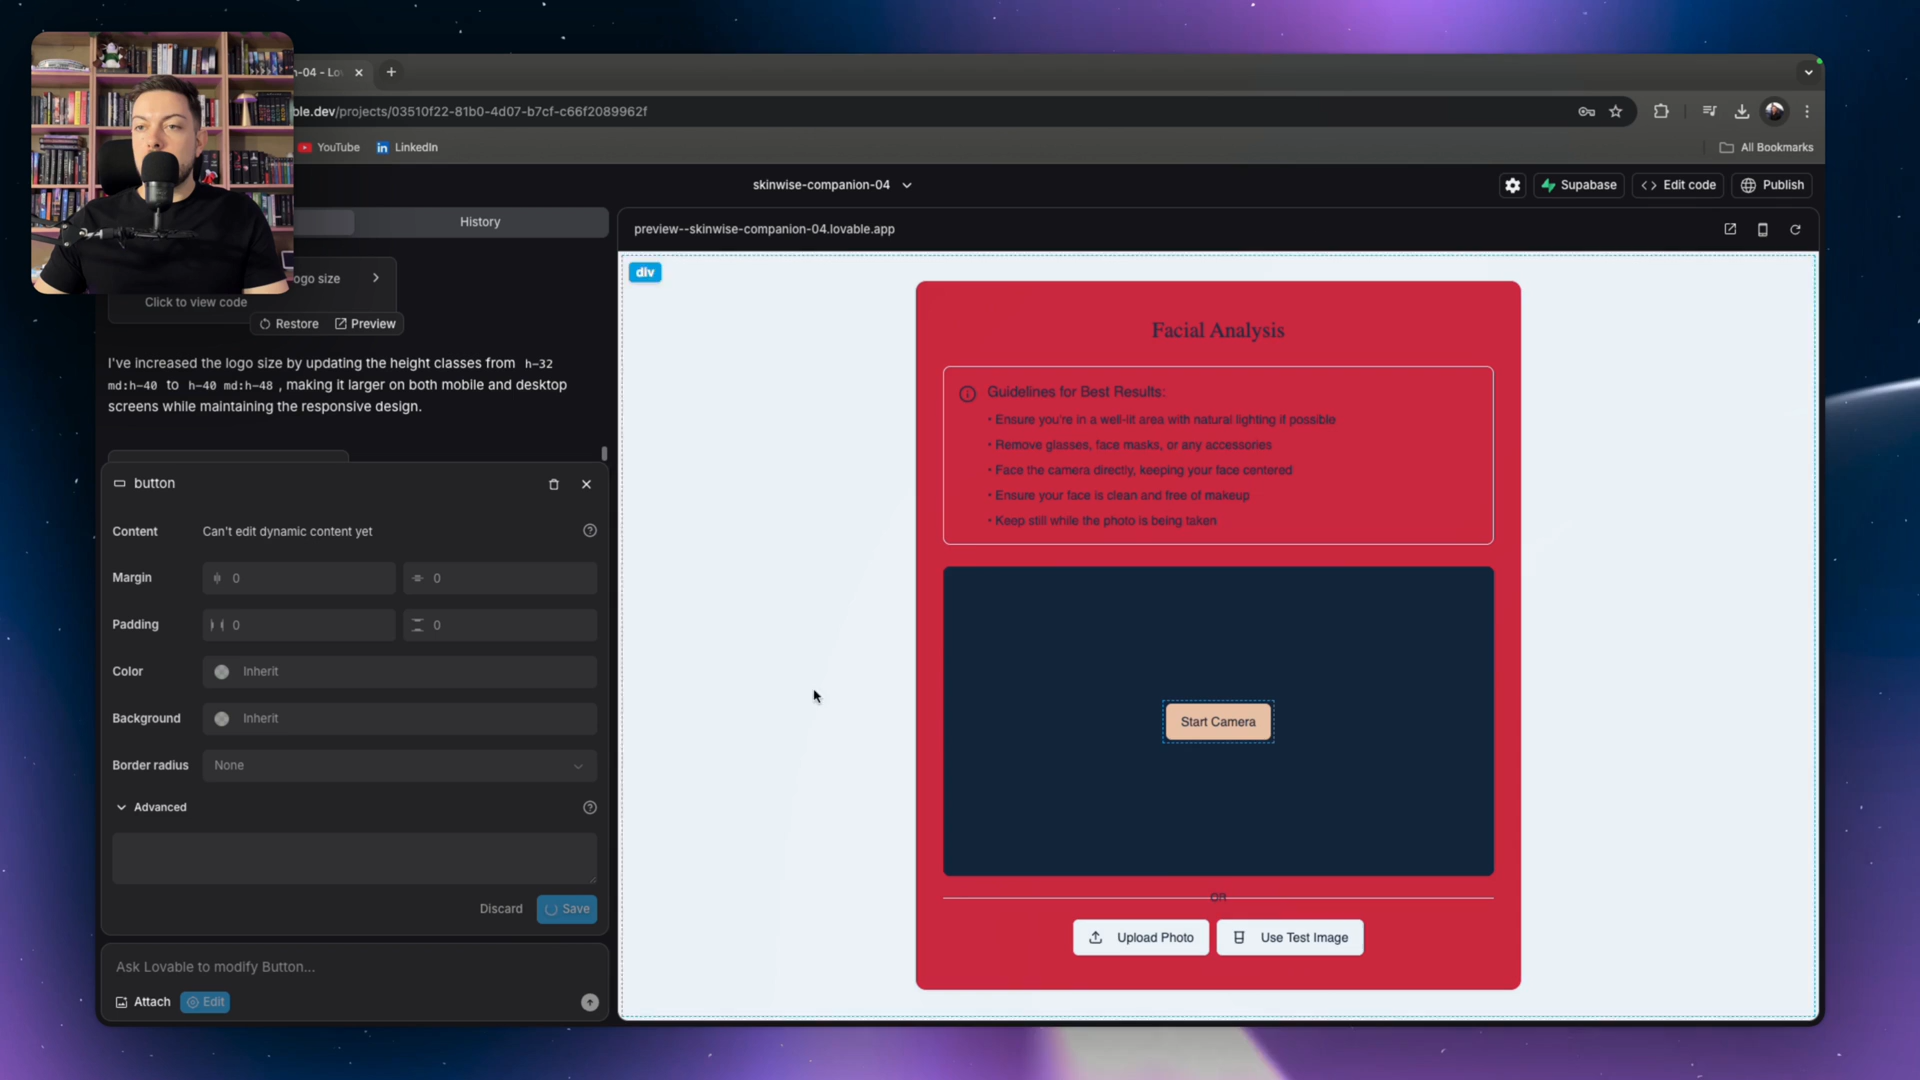 n-04 - Lo
ble.dev/projects/03510f22-81b0-4d07-b7cf-c66f2089962f
YouTube
LinkedIn
All Bookmarks
skinwise-companion-04
Supabase
Edit code
Publish
History
preview--skinwise-companion-04.lovable.app
ogo size
Click to view code
Restore
Preview
I've increased the logo size by updating the height classes from h-32
md:h-40 to h-40 md:h-48 , making it larger on both mobile and desktop
screens while maintaining the responsive design.
button
Content
Can't edit dynamic content yet
Margin
0
0
Padding
0
0
Color
Inherit
Background
Inherit
Border radius
None
Advanced
Discard
Save
Ask Lovable to modify Button...
Attach
Edit
div
Facial Analysis
Guidelines for Best Results:
• Ensure you're in a well-lit area with natural lighting if possible
• Remove glasses, face masks, or any accessories
• Face the camera directly, keeping your face centered
• Ensure your face is clean and free of makeup
• Keep still while the photo is being taken
Start Camera
OR
Upload Photo
Use Test Image